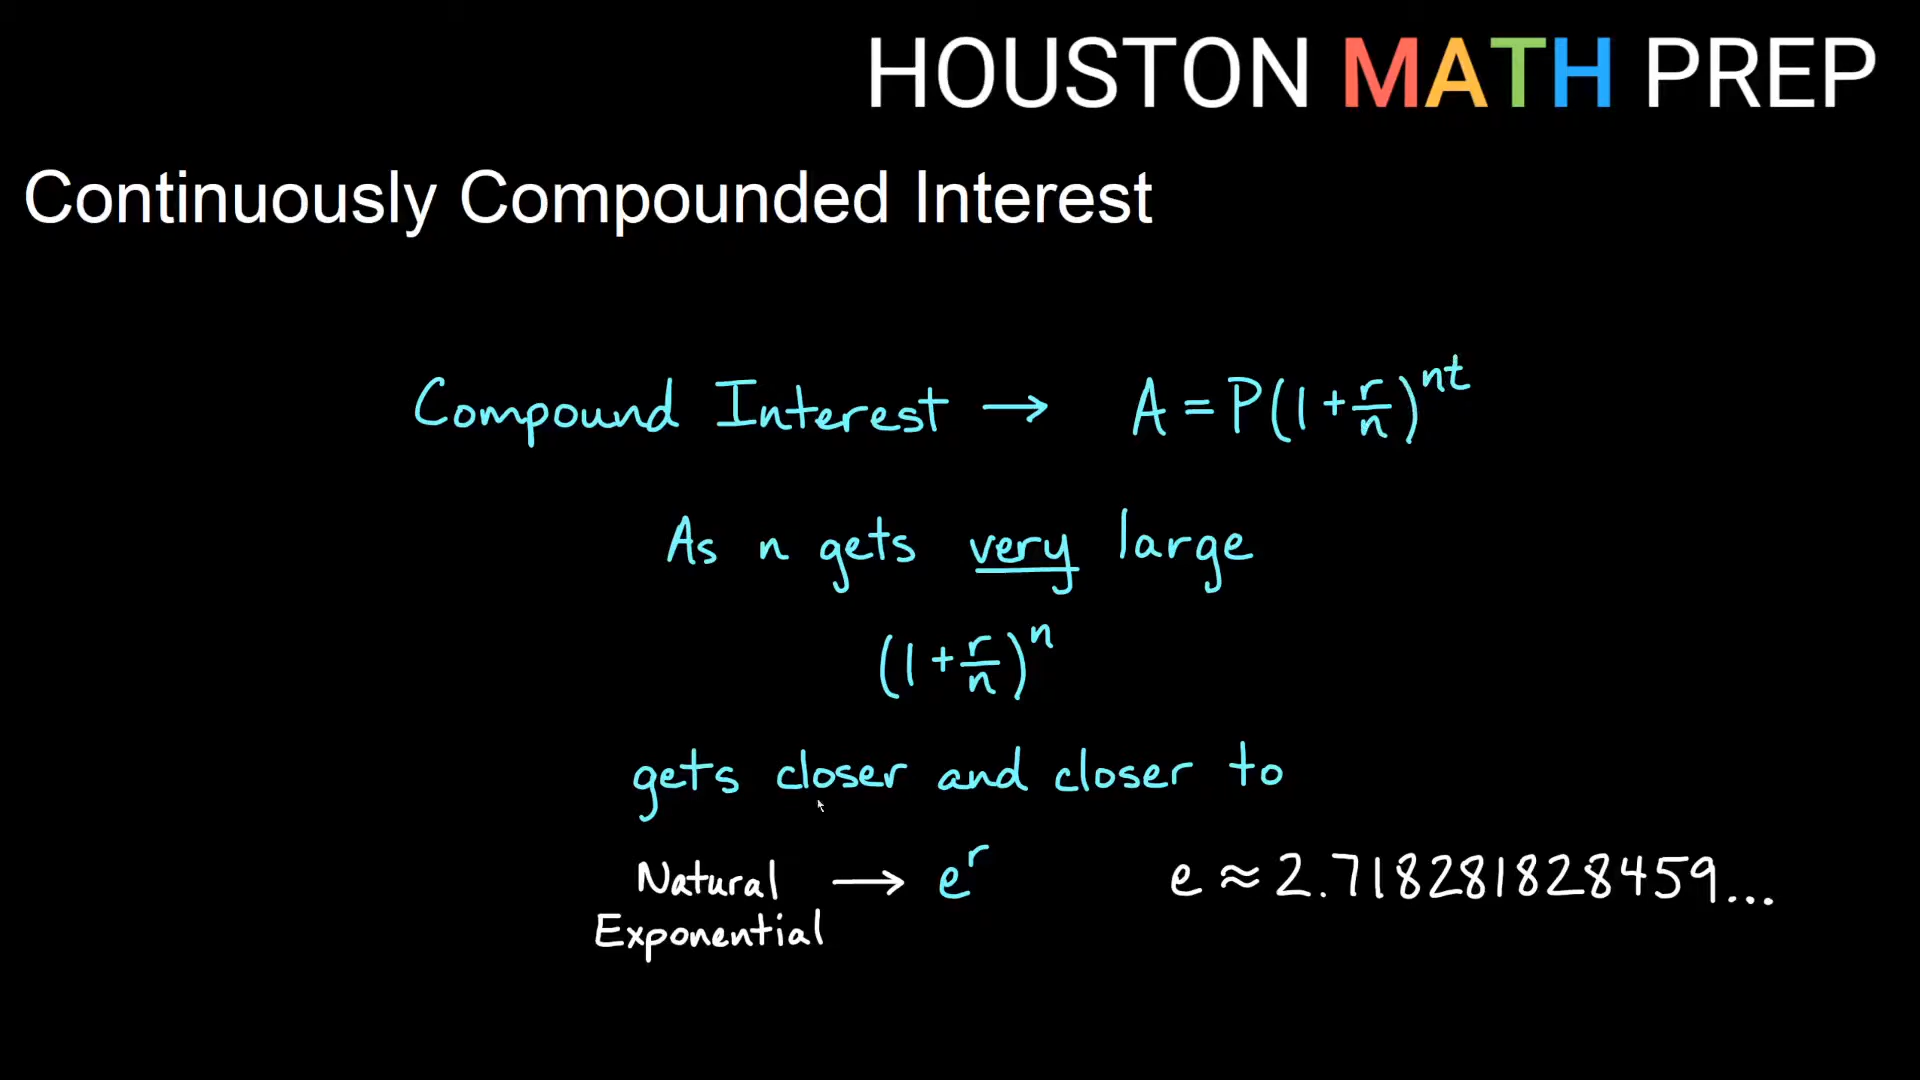 HOUSTON MATH PREP
Continuously Compounded Interest
Compound Interest → A = P(1 + r/n)^nt
As n gets very large
(1 + r/n)^n
gets closer and closer to
Natural → e^r e ≈ 2.718281828459...
Exponential